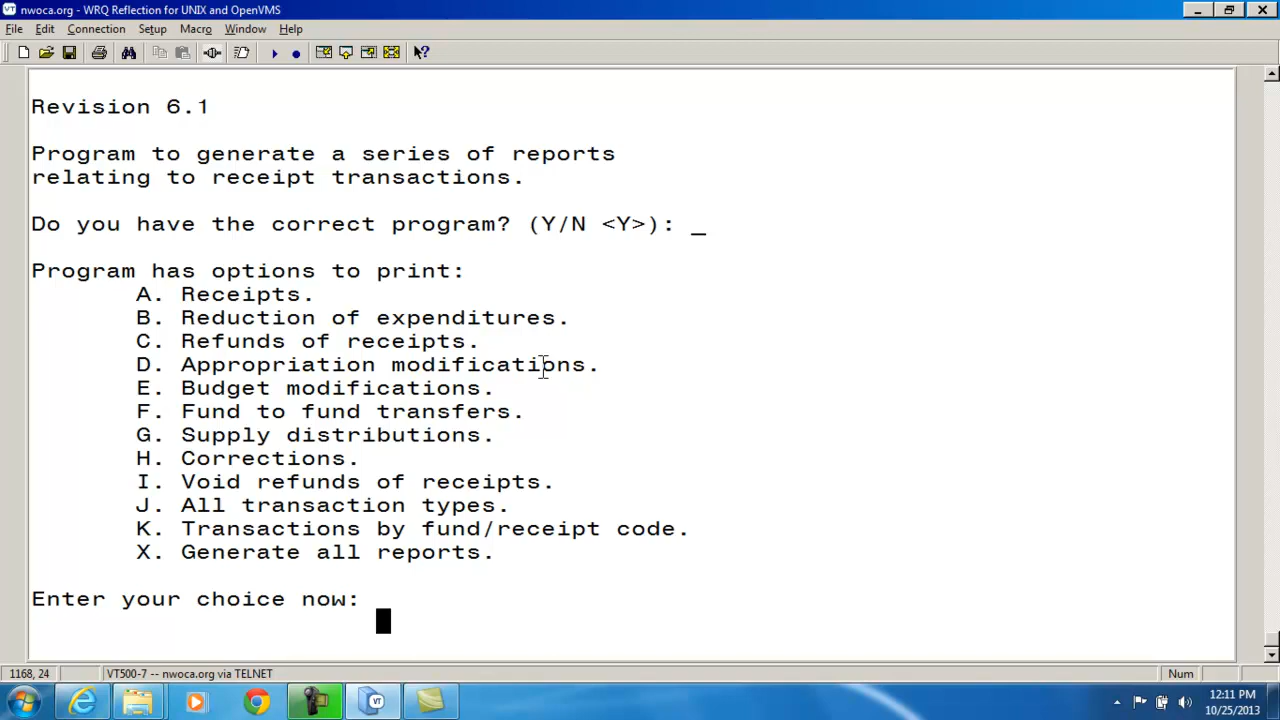 nwoca.org - WRQ Reflection for UNIX and OpenVMS
File Edit Connection Setup Macro Window Help
Revision 6.1
Program to generate a series of reports
relating to receipt transactions.
Do you have the correct program? (Y/N <Y>): _
Program has options to print:
A. Receipts.
B. Reduction of expenditures.
C. Refunds of receipts.
D. Appropriation modifications.
E. Budget modifications.
F. Fund to fund transfers.
G. Supply distributions.
H. Corrections.
I. Void refunds of receipts.
J. All transaction types.
K. Transactions by fund/receipt code.
X. Generate all reports.
Enter your choice now:
1168, 24 VT500-7 -- nwoca.org via TELNET Num
12:11 PM
10/25/2013